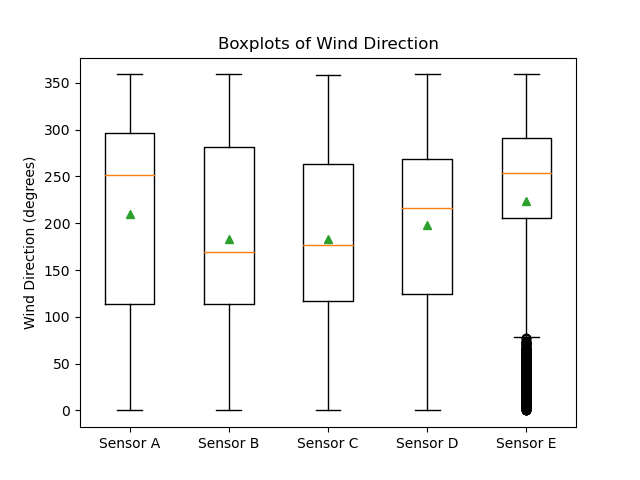 Boxplots of Wind Direction
Wind Direction (degrees)
350
300
250
200
150
100
50
0
Sensor A Sensor B Sensor C Sensor D Sensor E